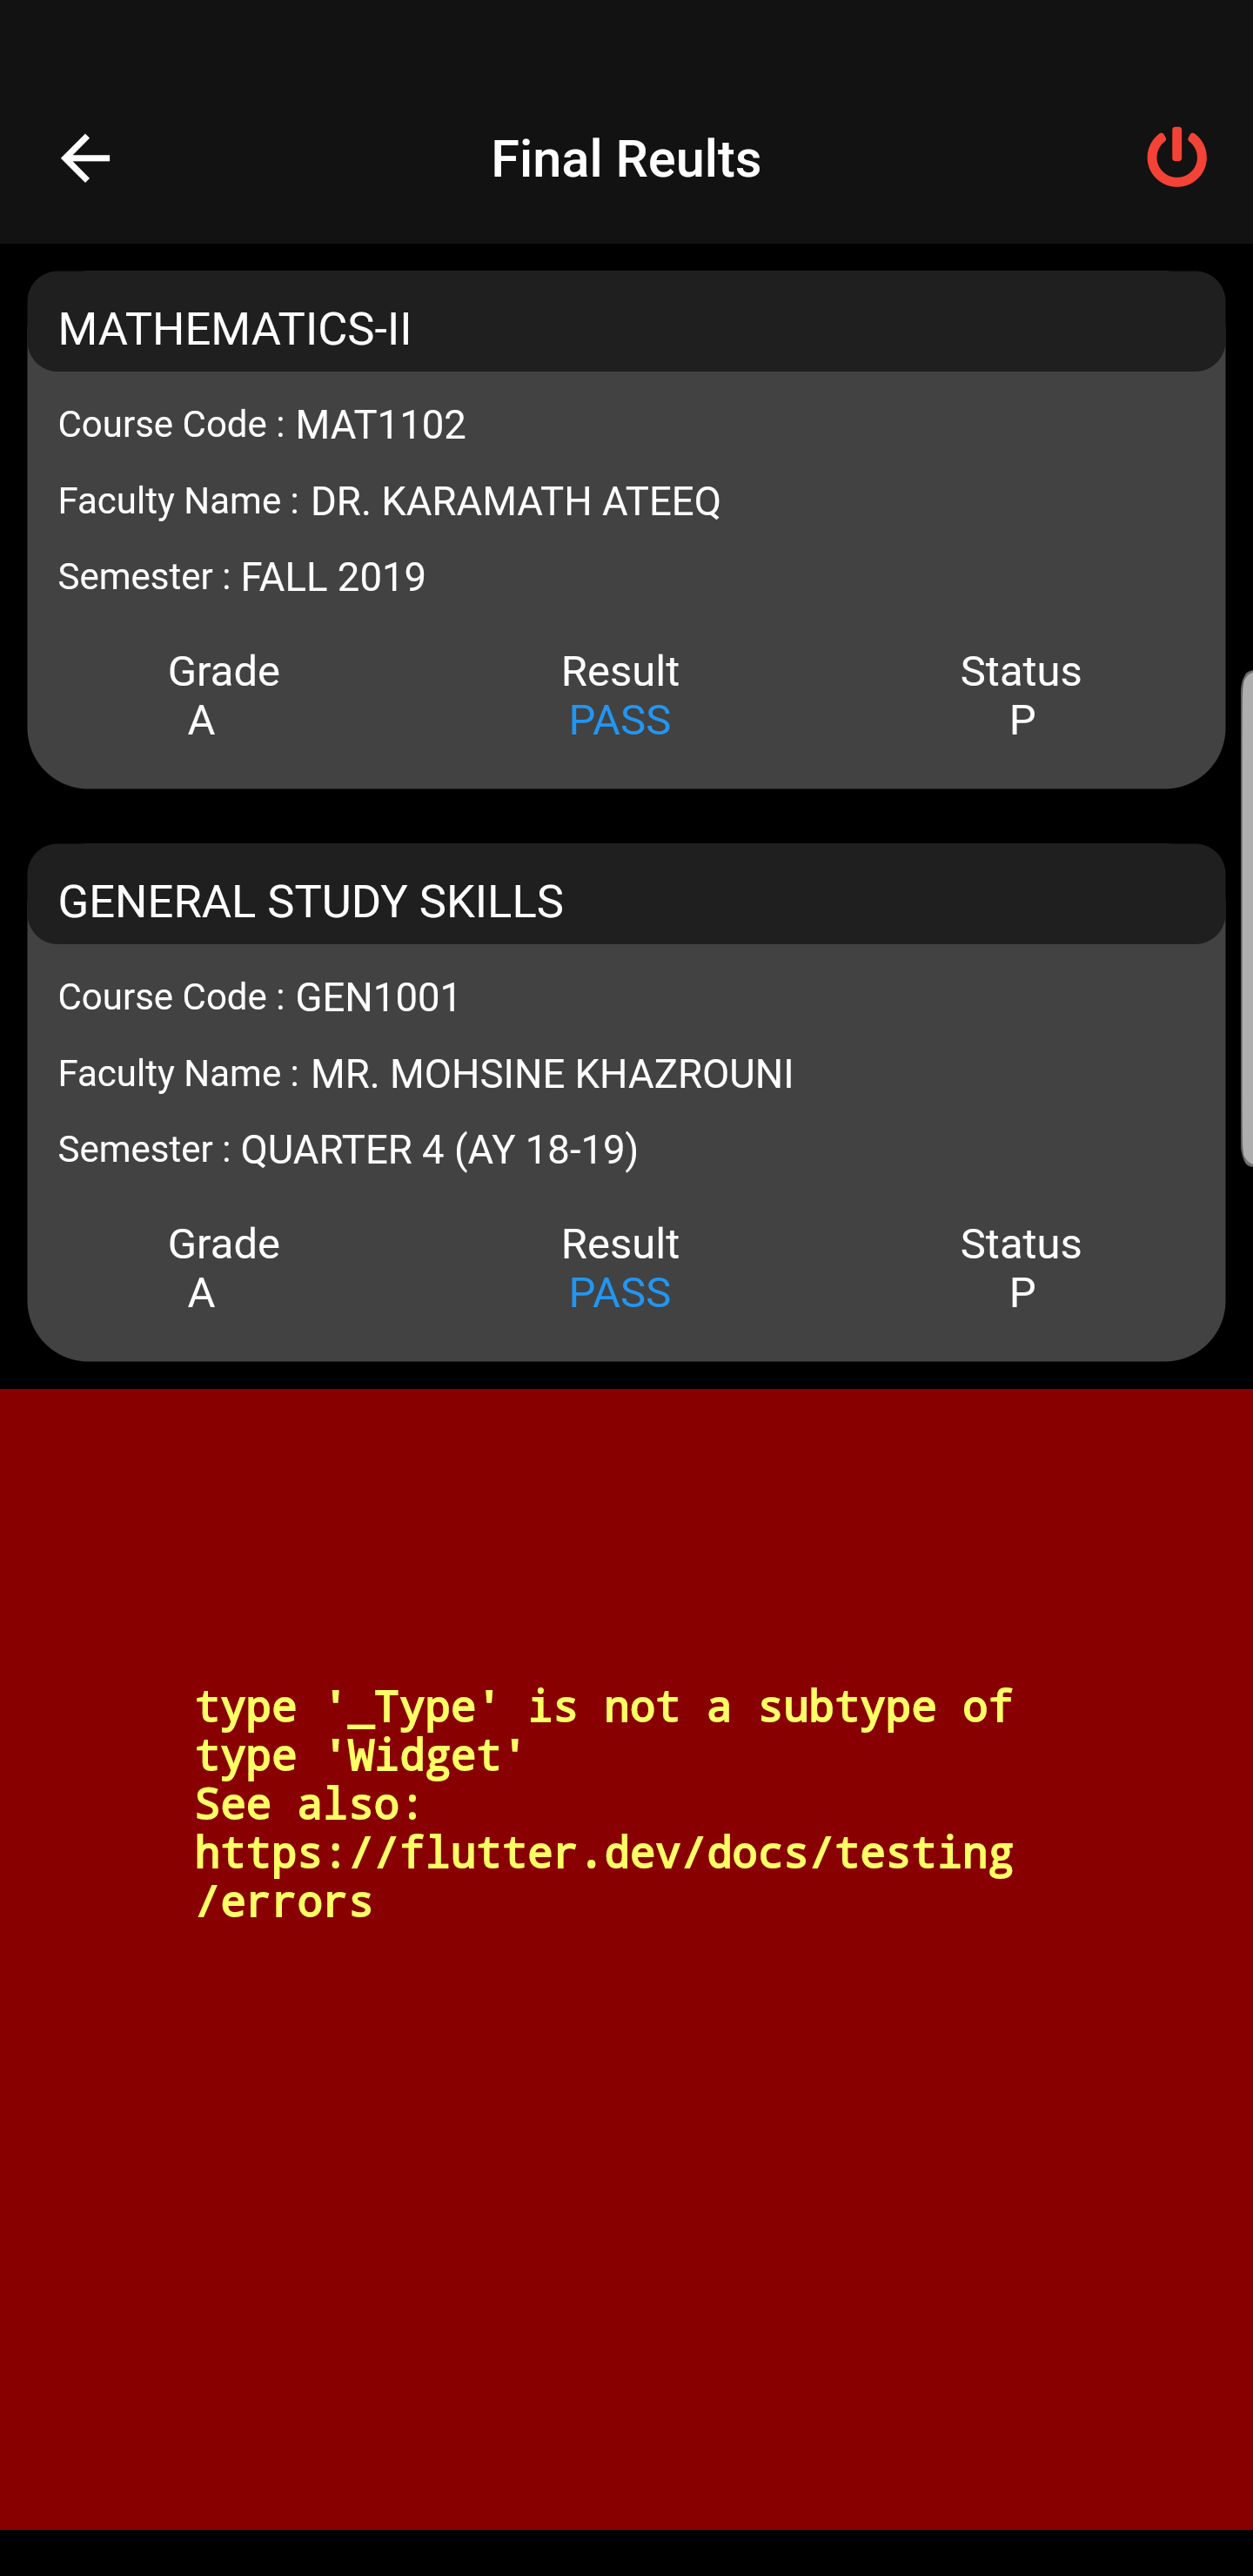 Final Reults
MATHEMATICS-II
Course Code : MAT1102
Faculty Name : DR. KARAMATH ATEEQ
Semester : FALL 2019
Grade Result Status
A PASS P
GENERAL STUDY SKILLS
Course Code : GEN1001
Faculty Name : MR. MOHSINE KHAZROUNI
Semester : QUARTER 4 (AY 18-19)
Grade Result Status
A PASS P
type '_Type' is not a subtype of
type 'Widget'
See also:
https://flutter.dev/docs/testing
/errors